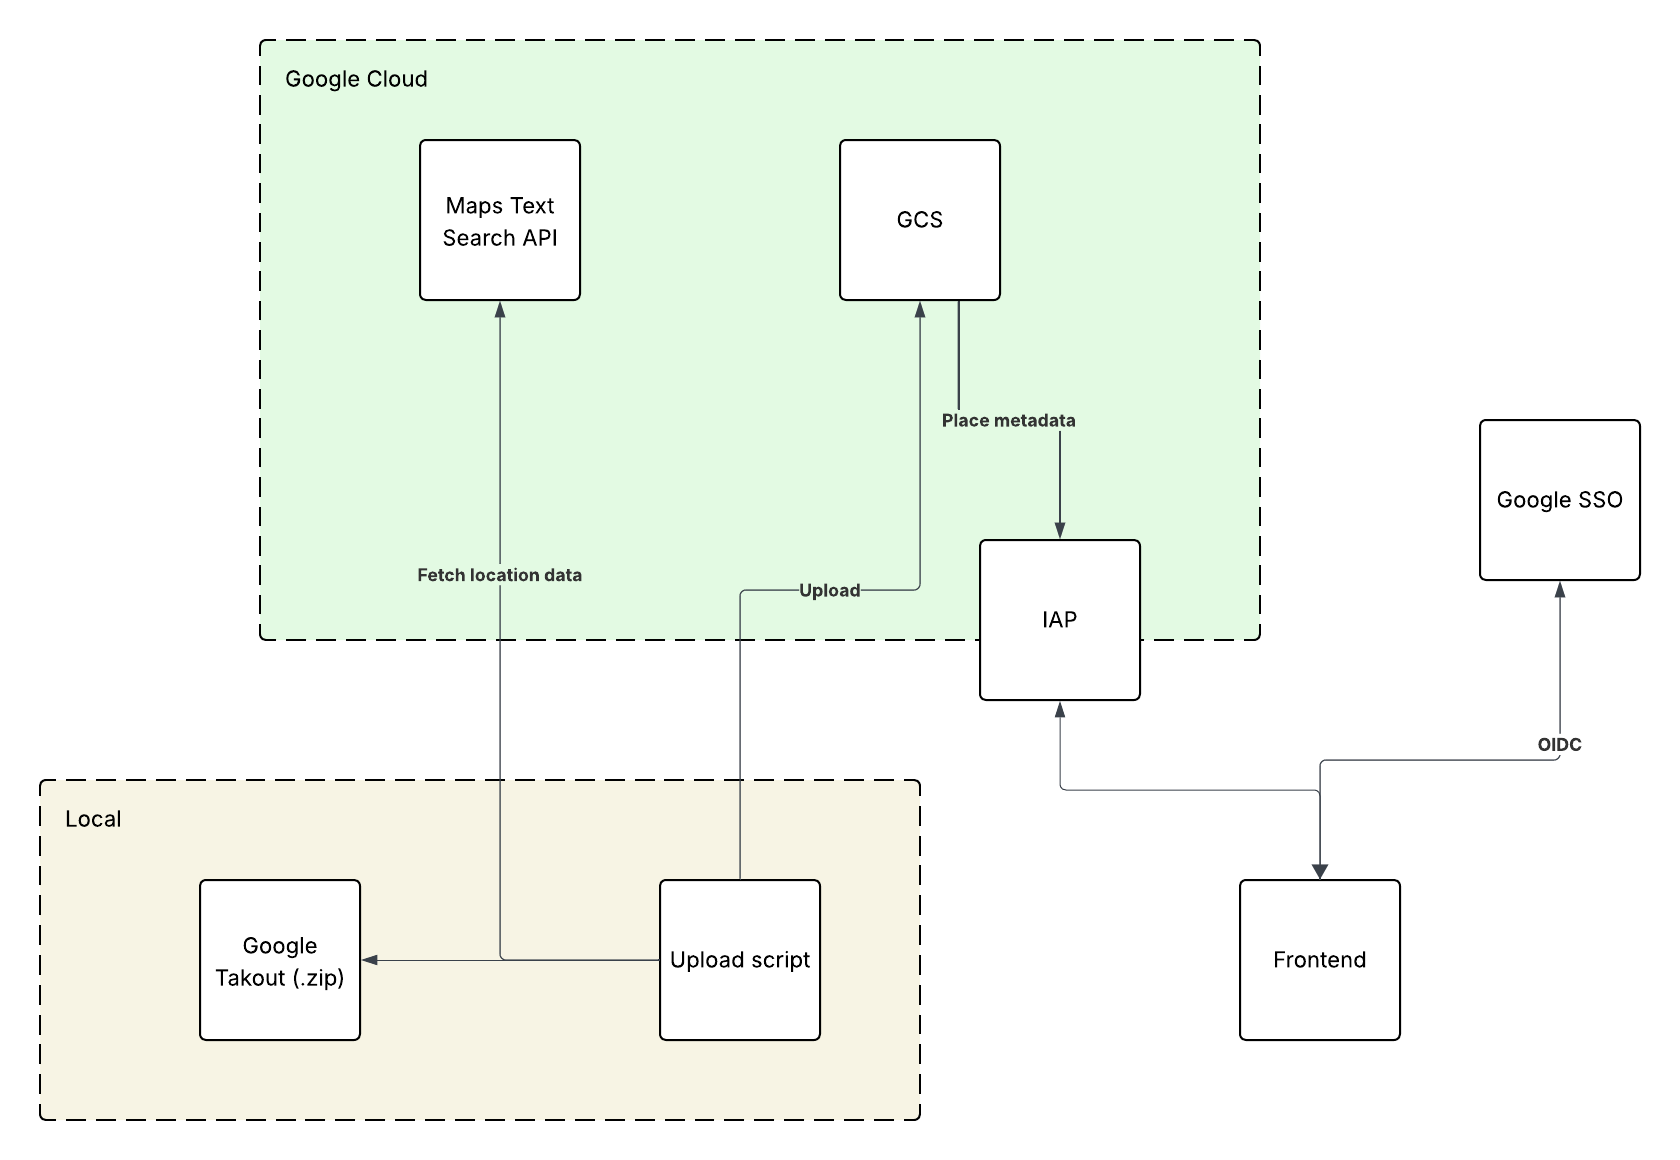 Google Cloud
Maps Text
Search API
GCS
Place metadata
Google SSO
Fetch location data
Upload
IAP
OIDC
Local
Google
Takout (.zip)
Upload script
Frontend